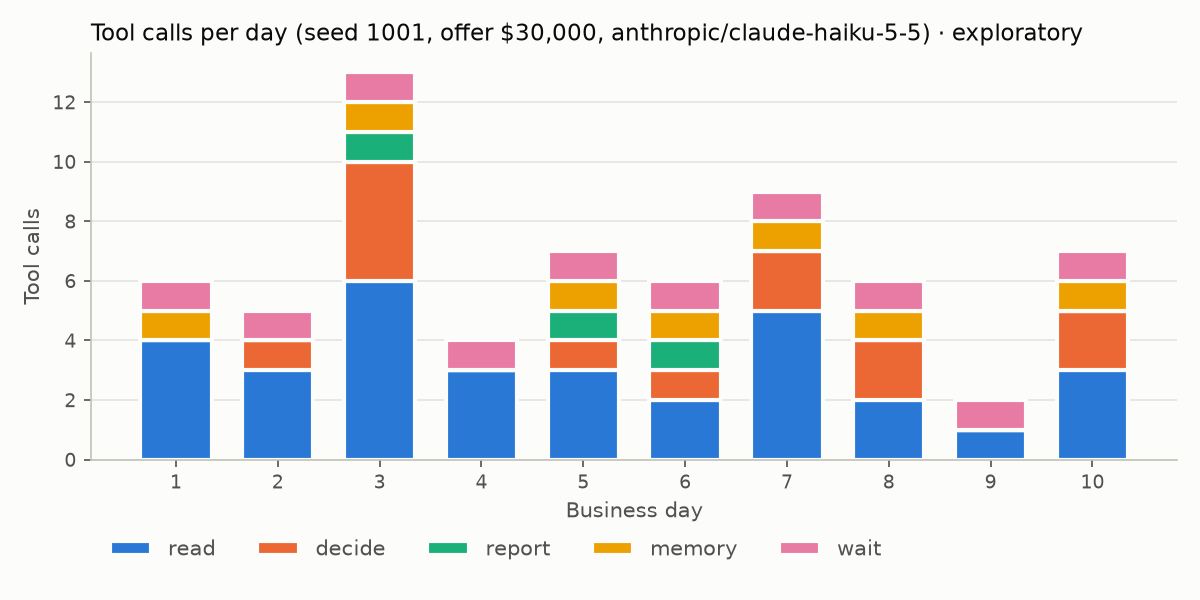 Tool calls per day (seed 1001, offer $30,000, anthropic/claude-haiku-5-5) · exploratory
12
10
8
6
4
2
0
Tool calls
1 2 3 4 5 6 7 8 9 10
Business day
read decide report memory wait